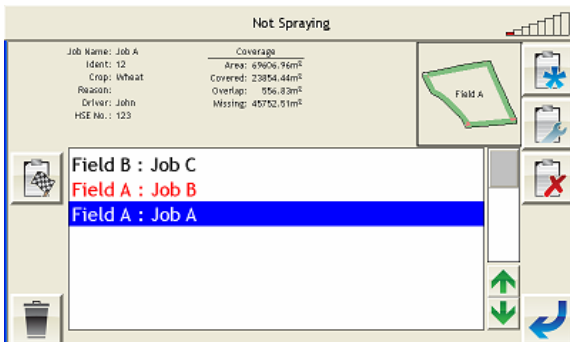 Not Spraying
Job Name: Job A
Ident: 12
Crop: Wheat
Reason:
Driver: John
HSE No.: 123
Coverage
Area: 69606.96m²
Covered: 23854.44m²
Overlap: 556.83m²
Missing: 45752.51m²
Field A
Field B : Job C
Field A : Job B
Field A : Job A